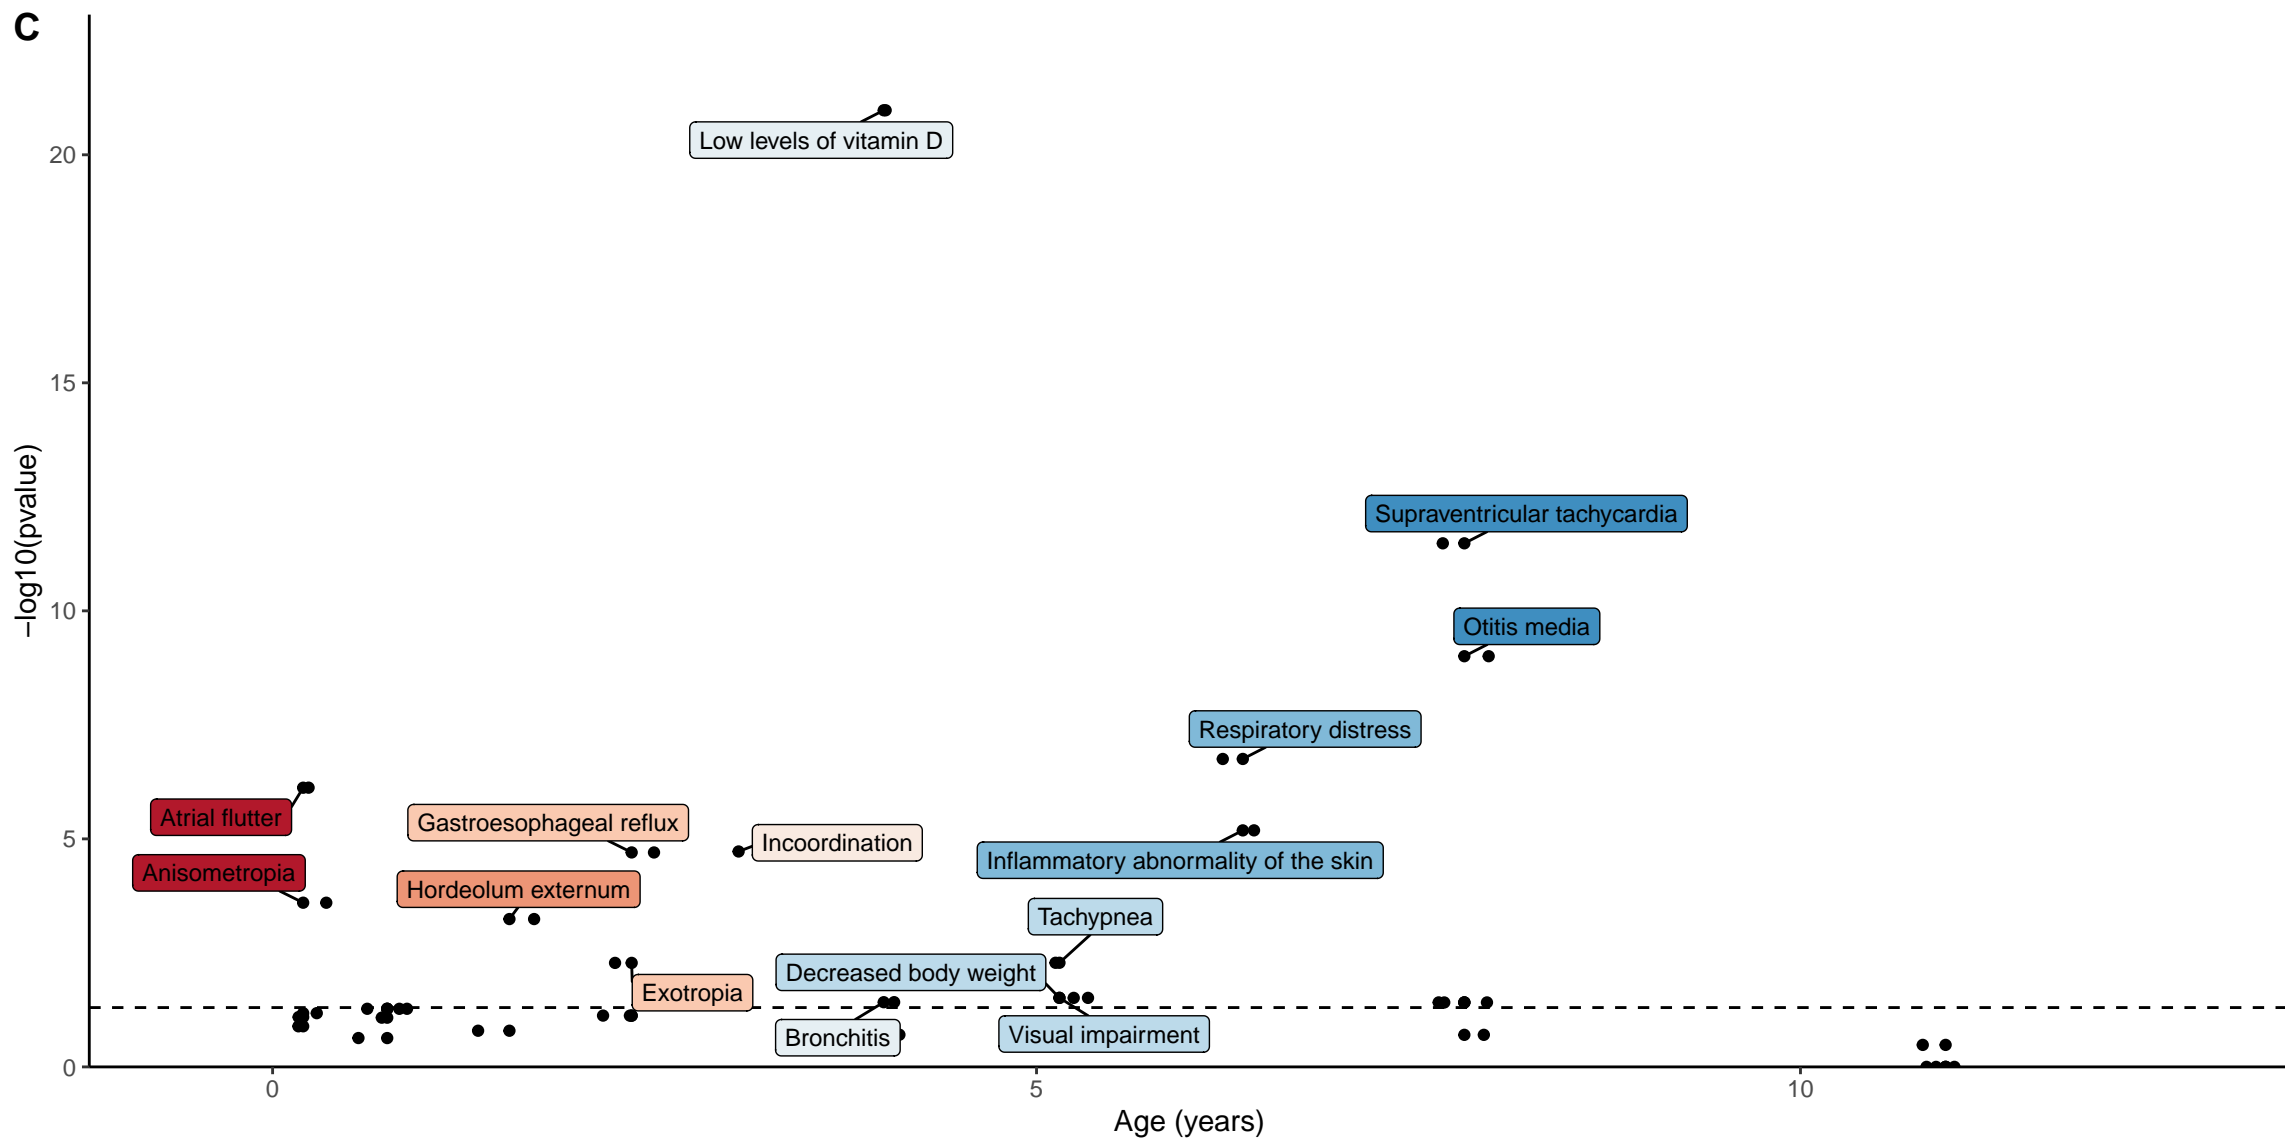 C
Low levels of vitamin D
20
15
Supraventricular tachycardia
–log10(pvalue)
10
Otitis media
Respiratory distress
Atrial flutter
Gastroesophageal reflux
5
Incoordination
Inflammatory abnormality of the skin
Anisometropia
Hordeolum externum
Tachypnea
Decreased body weight
Exotropia
Bronchitis
Visual impairment
0
0
5
10
Age (years)